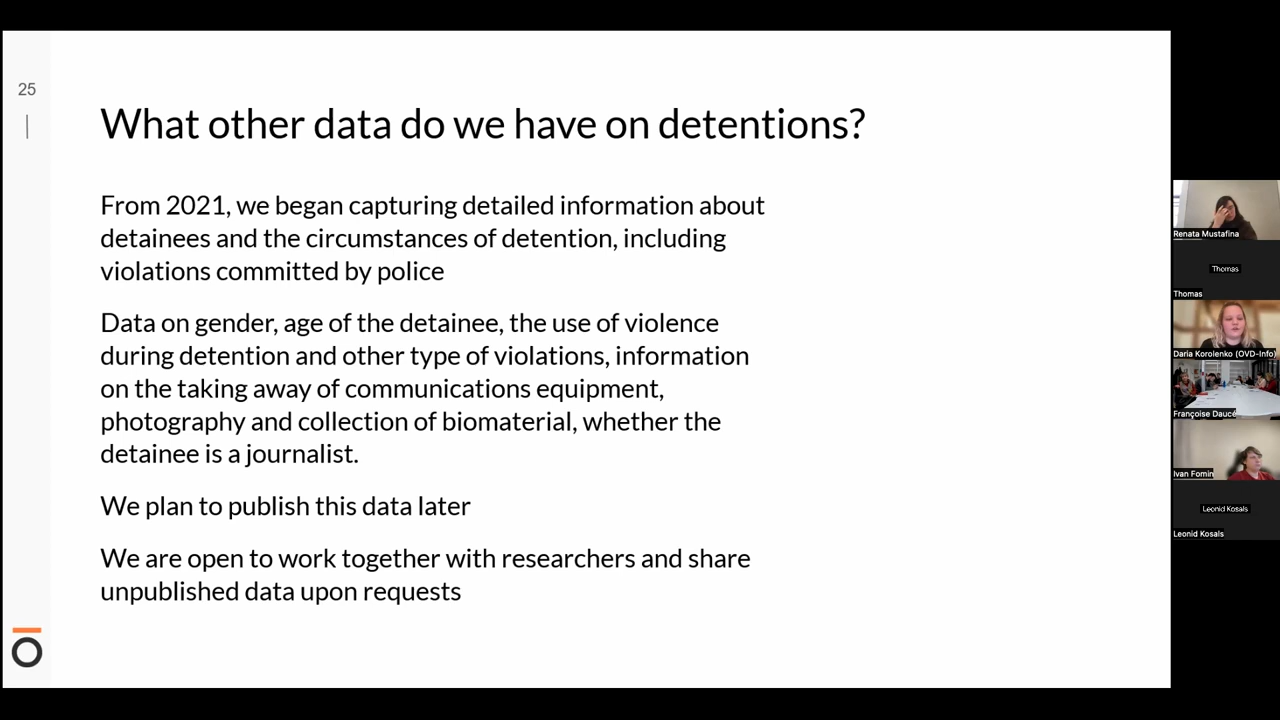 25
What other data do we have on detentions?
From 2021, we began capturing detailed information about
detainees and the circumstances of detention, including
violations committed by police
Data on gender, age of the detainee, the use of violence
during detention and other type of violations, information
on the taking away of communications equipment,
photography and collection of biomaterial, whether the
detainee is a journalist.
We plan to publish this data later
We are open to work together with researchers and share
unpublished data upon requests
Renata Mustafina
Thomas
Thomas
Daria Korolenko (OVD-Info)
Françoise Daucé
Ivan Fomin
Leonid Kosals
Leonid Kosals